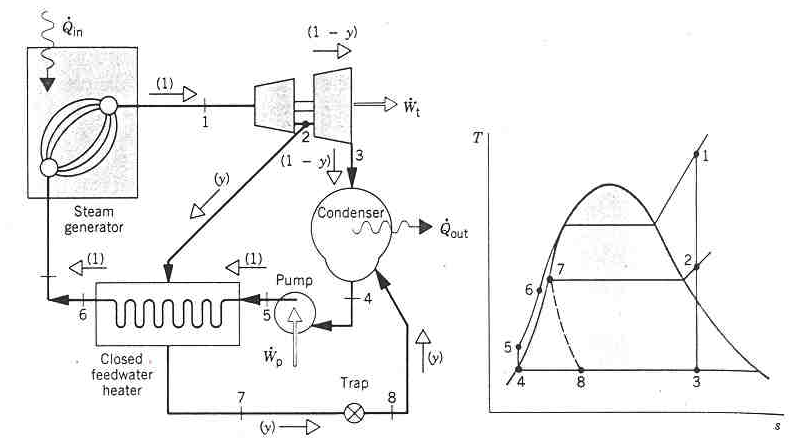 Q̇in
(1 – y)
(1)
1
Ẇt
2
(1 – y)
3
(y)
Steam
generator
Condenser
Q̇out
(1)
(1)
Pump
6
5
4
Ẇp
Closed
feedwater
heater
(y)
Trap
7
8
(y)
T
1
2
7
6
5
4
8
3
s